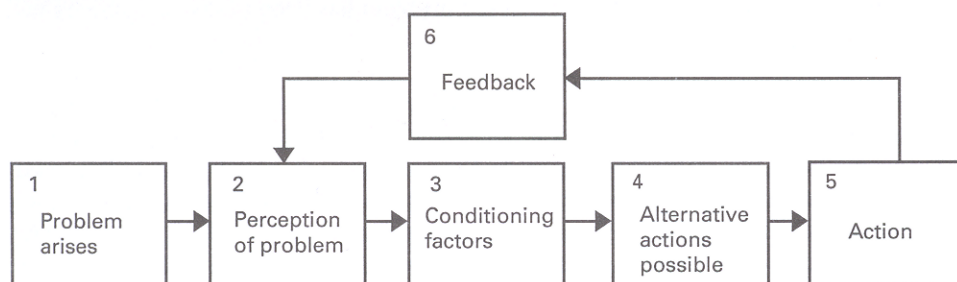 6
Feedback
1
Problem
arises
2
Perception
of problem
3
Conditioning
factors
4
Alternative
actions
possible
5
Action